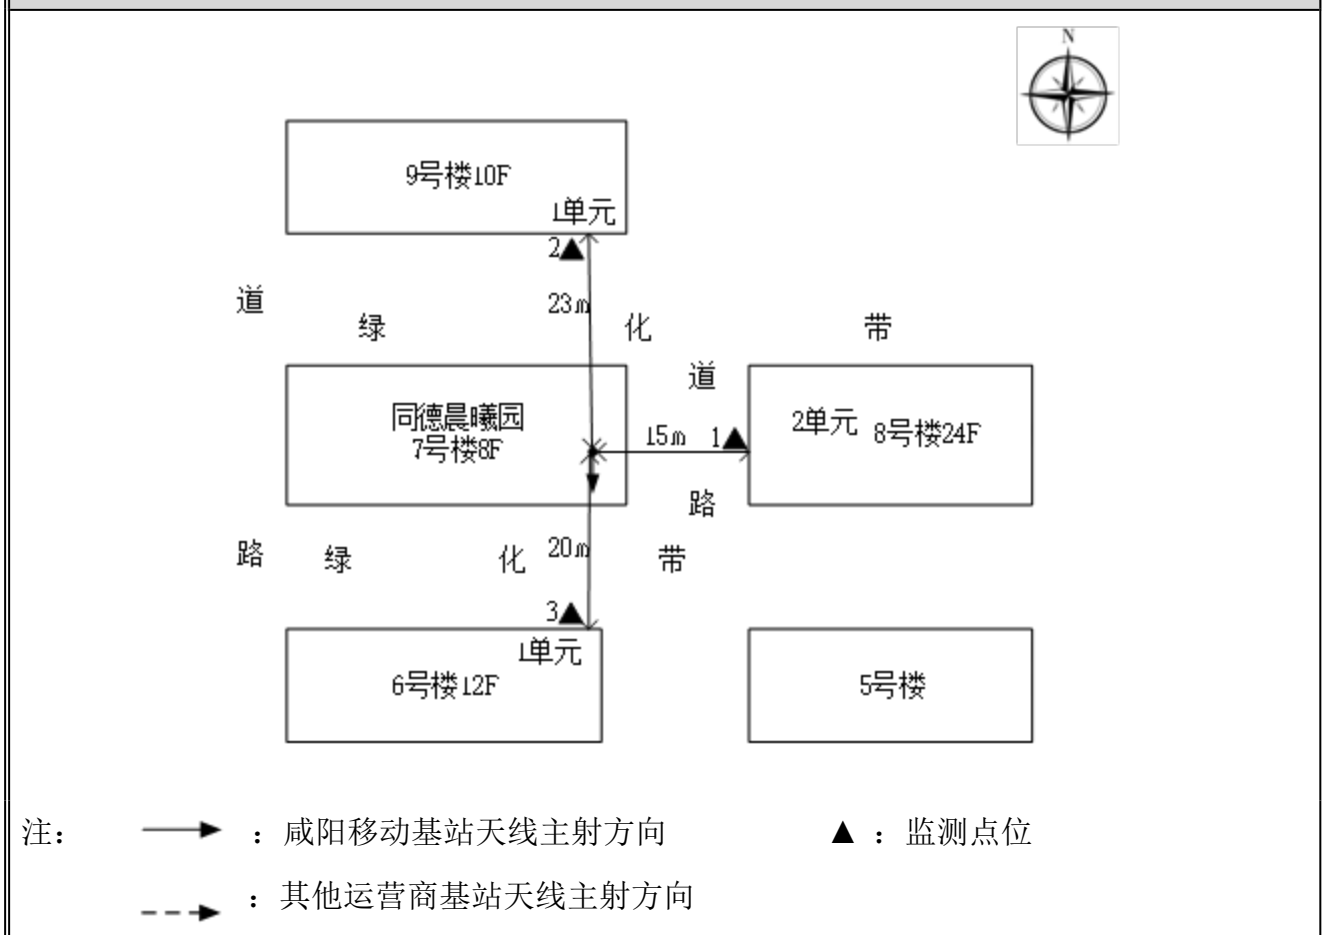 N
9号楼10F
1单元
2▲
23m
道
绿 化 带
道
同德晨曦园
7号楼8F
15m 1▲
2单元 8号楼24F
路
路 绿 化 20m 带
3▲
1单元
6号楼12F
5号楼
注： ：咸阳移动基站天线主射方向 ▲ ：监测点位
：其他运营商基站天线主射方向